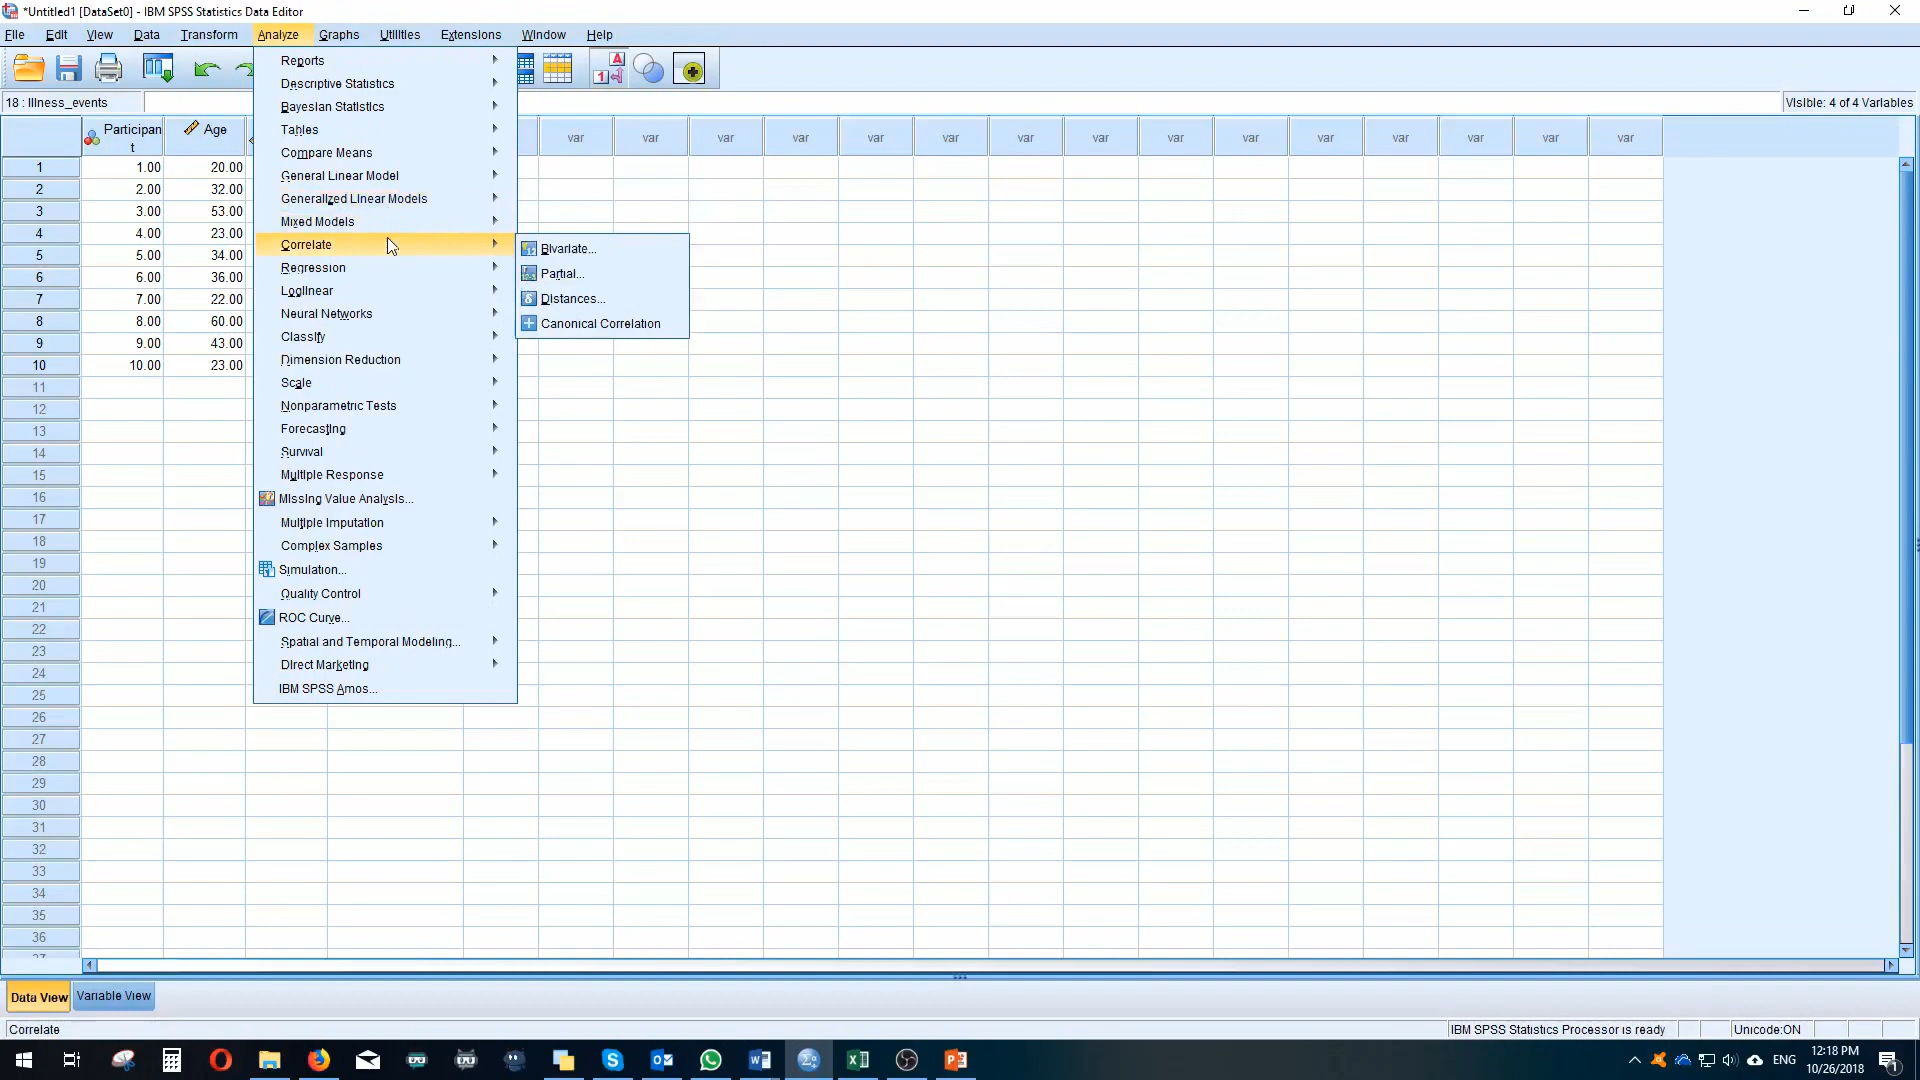 *Untitled1 [DataSet0] - IBM SPSS Statistics Data Editor
File Edit View Data Transform Analyze Graphs Utilities Extensions Window Help
18 : Illness_events
Visible: 4 of 4 Variables
Participan
t
Age
var var var var var var var var var var var var var var var
1 1.00 20.00
2 2.00 32.00
3 3.00 53.00
4 4.00 23.00
5 5.00 34.00
6 6.00 36.00
7 7.00 22.00
8 8.00 60.00
9 9.00 43.00
10 10.00 23.00
11
12
13
14
15
16
17
18
19
20
21
22
23
24
25
26
27
28
29
30
31
32
33
34
35
36
37
Reports
Descriptive Statistics
Bayesian Statistics
Tables
Compare Means
General Linear Model
Generalized Linear Models
Mixed Models
Correlate
Regression
Loglinear
Neural Networks
Classify
Dimension Reduction
Scale
Nonparametric Tests
Forecasting
Survival
Multiple Response
Missing Value Analysis...
Multiple Imputation
Complex Samples
Simulation...
Quality Control
ROC Curve...
Spatial and Temporal Modeling...
Direct Marketing
IBM SPSS Amos...
Bivariate...
Partial...
Distances...
Canonical Correlation
Data View Variable View
Correlate
IBM SPSS Statistics Processor is ready
Unicode:ON
ENG
12:18 PM
10/26/2018